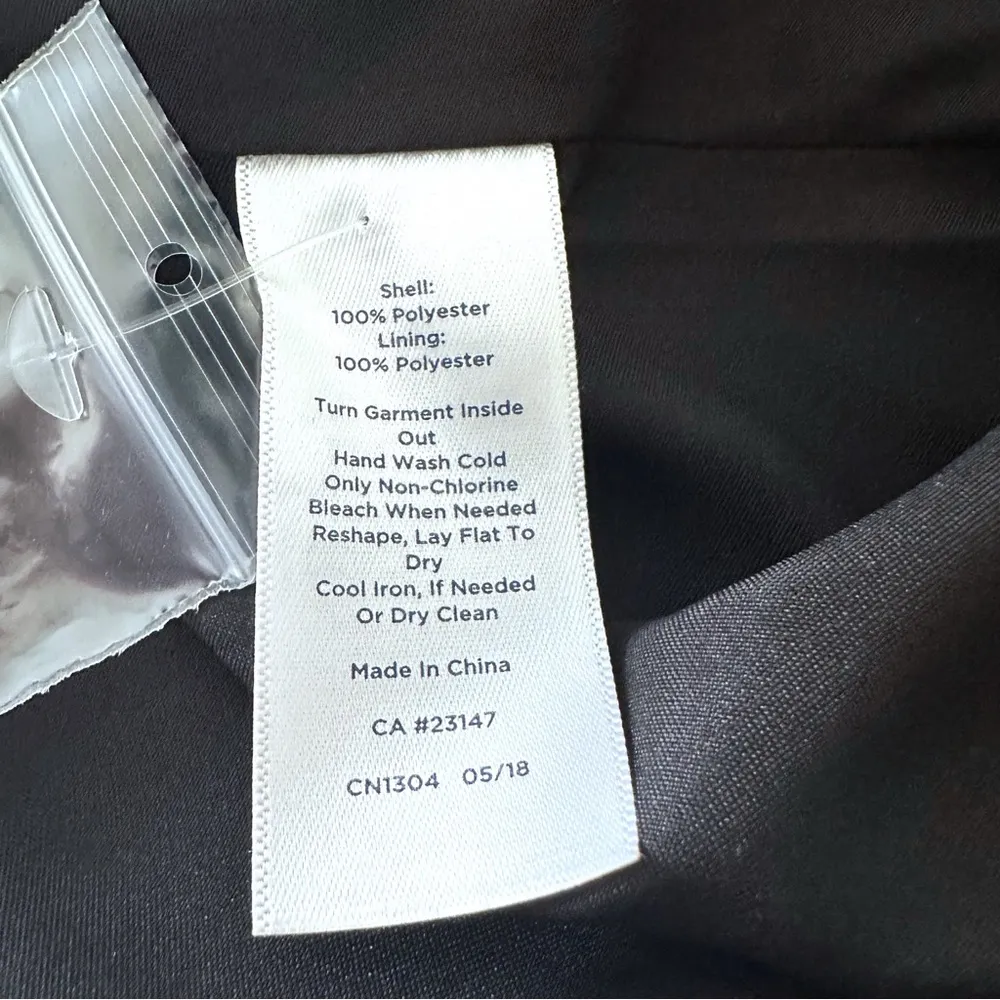 Shell:
100% Polyester
Lining:
100% Polyester
Turn Garment Inside
Out
Hand Wash Cold
Only Non-Chlorine
Bleach When Needed
Reshape, Lay Flat To
Dry
Cool Iron, If Needed
Or Dry Clean
Made In China
CA #23147
CN1304 05/18